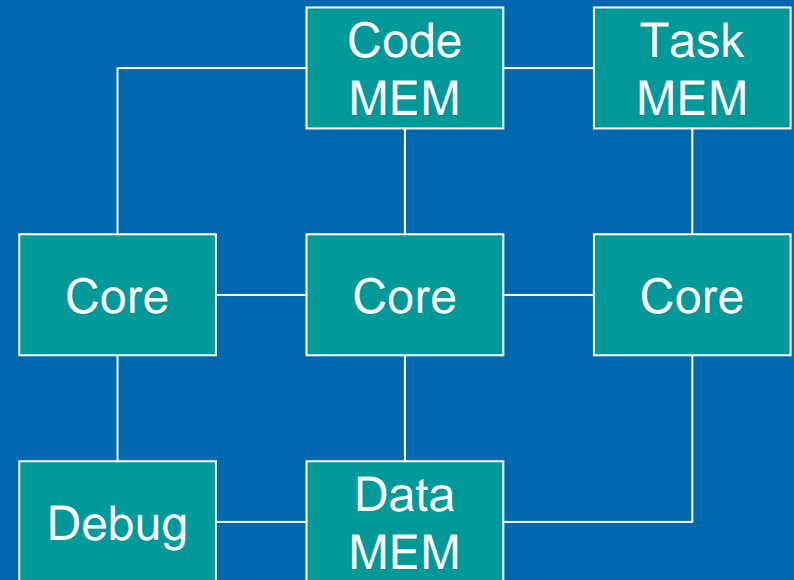 Code
MEM
Task
MEM
Core
Core
Core
Debug
Data
MEM